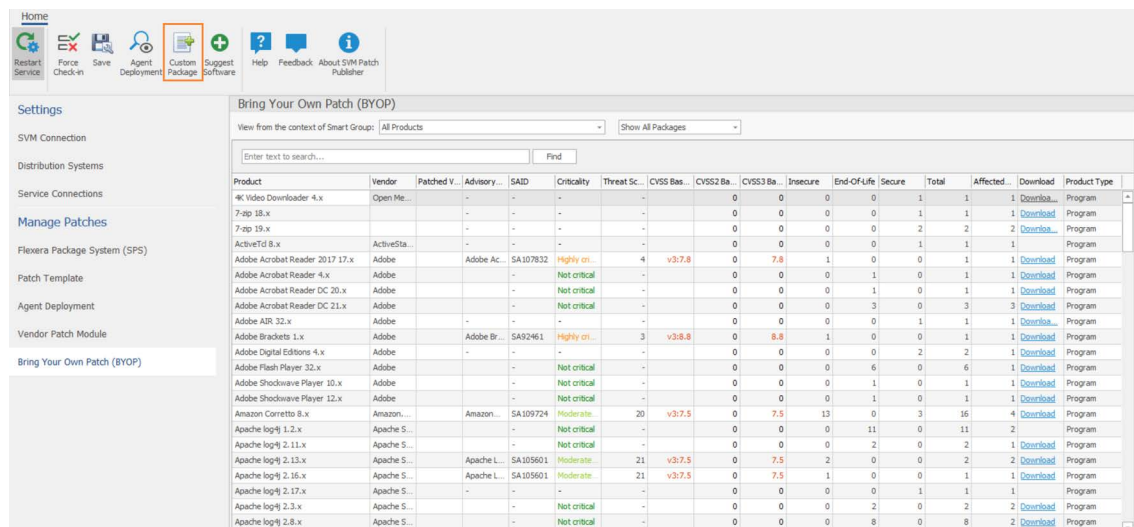 Home
Restart Service
Force Check-in
Save
Agent Deployment
Custom Package
Suggest Software
Help
Feedback
About SVM Patch Publisher
Settings
SVM Connection
Distribution Systems
Service Connections
Manage Patches
Flexera Package System (SPS)
Patch Template
Agent Deployment
Vendor Patch Module
Bring Your Own Patch (BYOP)
Bring Your Own Patch (BYOP)
View from the context of Smart Group: All Products Show All Packages
Enter text to search... Find
Product Vendor Patched V... Advisory... SAID Criticality Threat Sc... CVSS Bas... CVSS2 Ba... CVSS3 Ba... Insecure End-Of-Life Secure Total Affected... Download Product Type
4K Video Downloader 4.x Open Me... - - - - 0 0 0 0 1 1 1 Downloa... Program
7-zip 18.x - - - - 0 0 0 0 1 1 1 Download Program
7-zip 19.x - - - - 0 0 0 0 2 2 2 Downloa... Program
ActiveTcl 8.x ActiveSta... - - - - 0 0 0 0 1 1 1 Program
Adobe Acrobat Reader 2017 17.x Adobe Adobe Ac... SA107832 Highly cri... 4 v3:7.8 0 7.8 1 0 0 1 1 Download Program
Adobe Acrobat Reader 4.x Adobe - Not critical - 0 0 0 1 0 1 1 Download Program
Adobe Acrobat Reader DC 20.x Adobe - Not critical - 0 0 0 1 0 1 1 Download Program
Adobe Acrobat Reader DC 21.x Adobe - Not critical - 0 0 0 3 0 3 3 Download Program
Adobe AIR 32.x Adobe - - - - 0 0 0 0 1 1 1 Downloa... Program
Adobe Brackets 1.x Adobe Adobe Br... SA92461 Highly cri... 3 v3:8.8 0 8.8 1 0 0 1 1 Download Program
Adobe Digital Editions 4.x Adobe - - - - 0 0 0 0 2 2 1 Download Program
Adobe Flash Player 32.x Adobe - Not critical - 0 0 0 6 0 6 1 Download Program
Adobe Shockwave Player 10.x Adobe - Not critical - 0 0 0 1 0 1 1 Download Program
Adobe Shockwave Player 12.x Adobe - Not critical - 0 0 0 1 0 1 1 Download Program
Amazon Corretto 8.x Amazon... Amazon... SA109724 Moderate... 20 v3:7.5 0 7.5 13 0 3 16 4 Download Program
Apache log4j 1.2.x Apache S... - Not critical - 0 0 0 11 0 11 2 Program
Apache log4j 2.11.x Apache S... - Not critical - 0 0 0 2 0 2 1 Download Program
Apache log4j 2.13.x Apache S... Apache L... SA105601 Moderate... 21 v3:7.5 0 7.5 2 0 0 2 2 Download Program
Apache log4j 2.16.x Apache S... Apache L... SA105601 Moderate... 21 v3:7.5 0 7.5 1 0 0 1 1 Download Program
Apache log4j 2.17.x Apache S... - - - - 0 0 0 0 1 1 1 Program
Apache log4j 2.3.x Apache S... - Not critical - 0 0 0 2 0 2 2 Download Program
Apache log4j 2.8.x Apache S... - Not critical - 0 0 0 8 0 8 2 Download Program